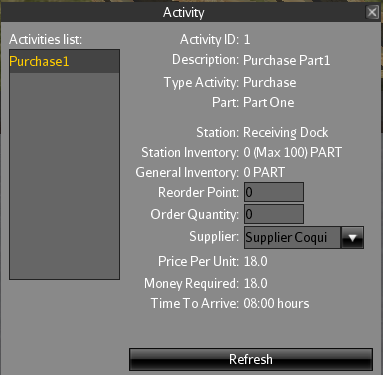 Activity
Activities list:
Purchase1
Activity ID: 1
Description: Purchase Part1
Type Activity: Purchase
Part: Part One
Station: Receiving Dock
Station Inventory: 0 (Max 100) PART
General Inventory: 0 PART
Reorder Point: 0
Order Quantity: 0
Supplier: Supplier Coqui
Price Per Unit: 18.0
Money Required: 18.0
Time To Arrive: 08:00 hours
Refresh